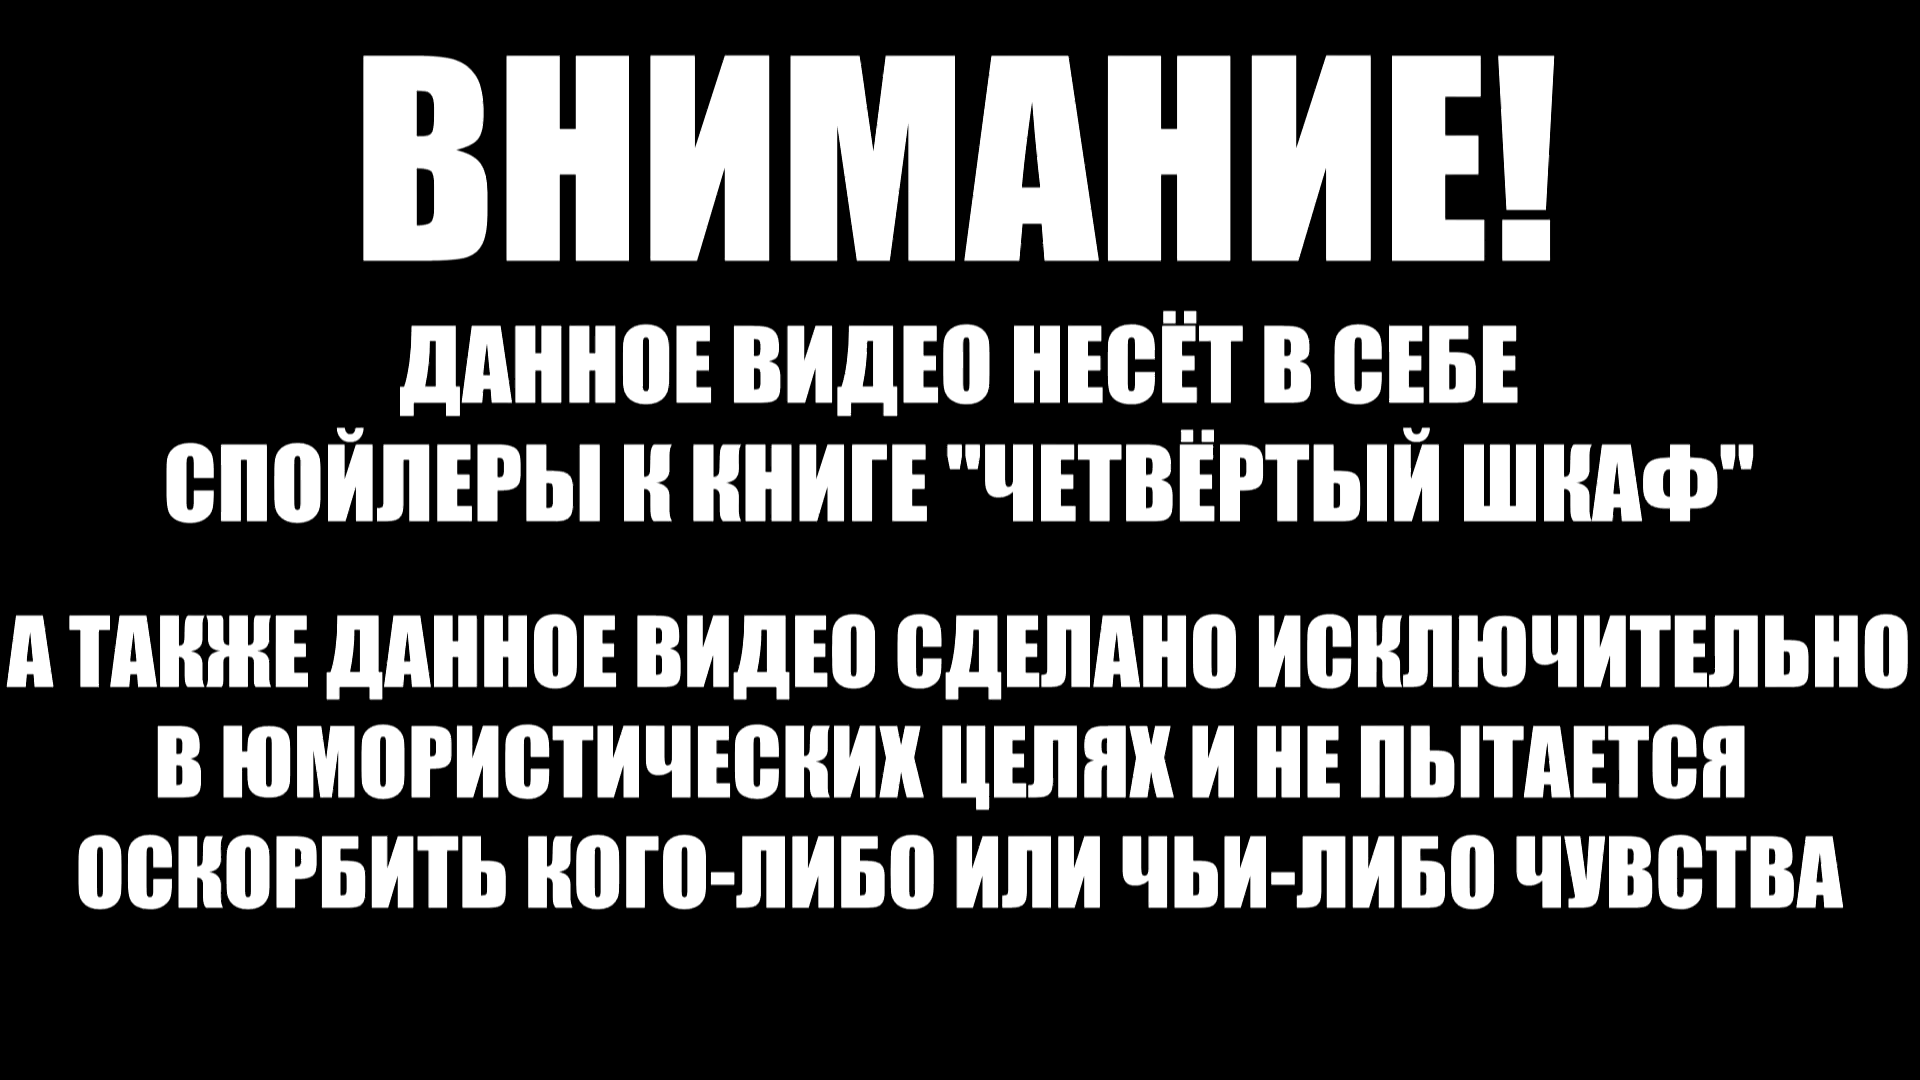 ВНИМАНИЕ!
ДАННОЕ ВИДЕО НЕСЁТ В СЕБЕ
СПОЙЛЕРЫ К КНИГЕ "ЧЕТВЁРТЫЙ ШКАФ"
А ТАКЖЕ ДАННОЕ ВИДЕО СДЕЛАНО ИСКЛЮЧИТЕЛЬНО
В ЮМОРИСТИЧЕСКИХ ЦЕЛЯХ И НЕ ПЫТАЕТСЯ
ОСКОРБИТЬ КОГО-ЛИБО ИЛИ ЧЬИ-ЛИБО ЧУВСТВА